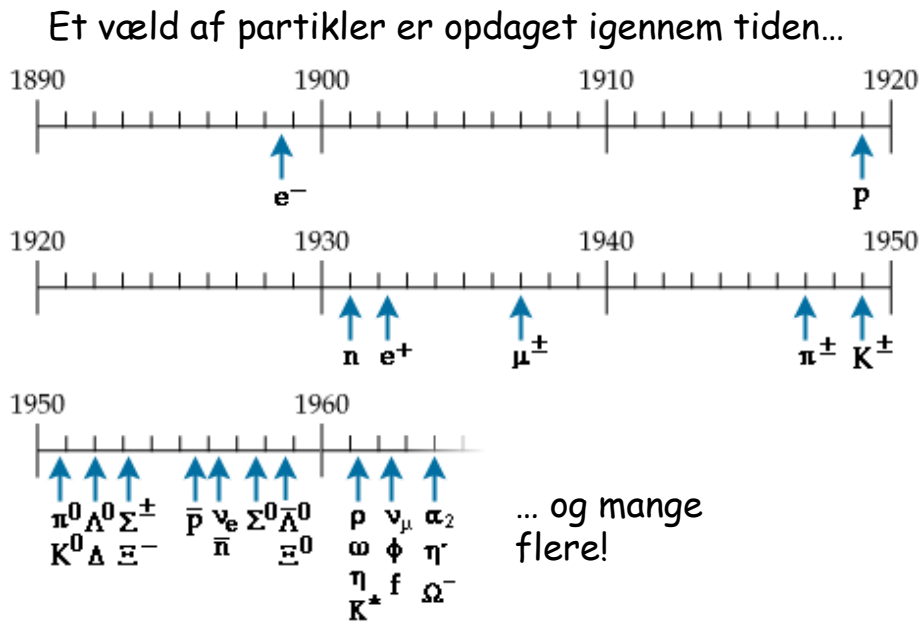 Et væld af partikler er opdaget igennem tiden…
1890 1900 1910 1920
e⁻ p
1920 1930 1940 1950
n e⁺ μ± π± K±
1950 1960
π⁰ Λ⁰ Σ± p̅ νₑ Σ⁰ Λ̅⁰ ρ ν_μ α₂
K⁰ Δ Ξ⁻ n̅ Ξ⁰ ω ϕ η'
η f Ω⁻
K*
… og mange
flere!